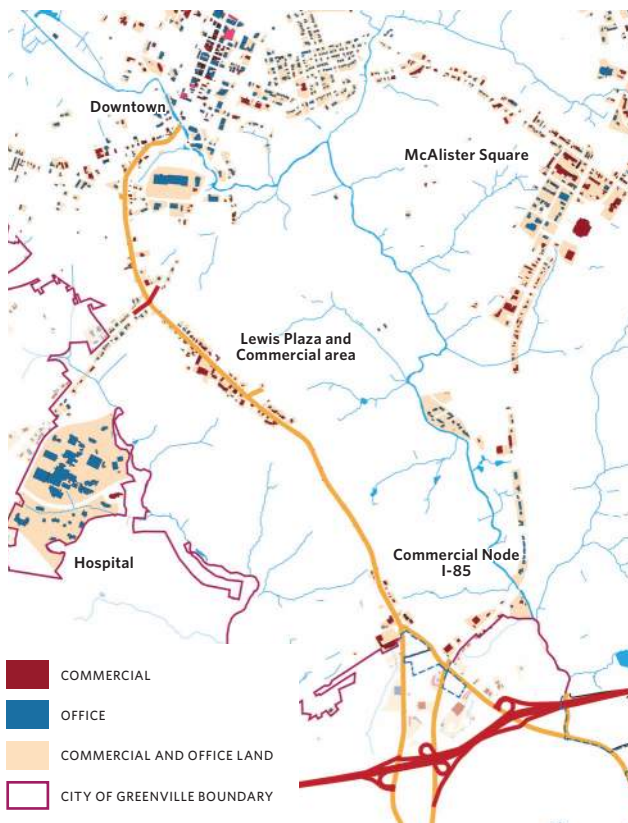 Downtown
McAlister Square
Lewis Plaza and
Commercial area
Commercial Node
I-85
Hospital
COMMERCIAL
OFFICE
COMMERCIAL AND OFFICE LAND
CITY OF GREENVILLE BOUNDARY